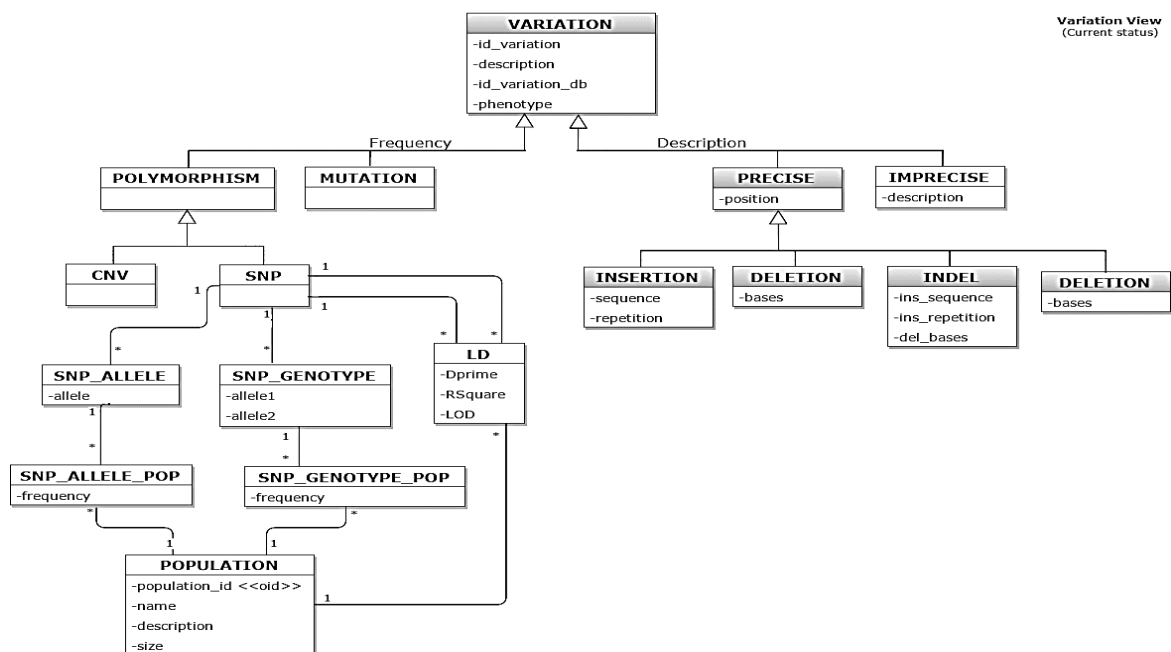 VARIATION
-id_variation
-description
-id_variation_db
-phenotype
Variation View
(Current status)
Frequency
Description
POLYMORPHISM
MUTATION
PRECISE
-position
IMPRECISE
-description
CNV
SNP
1
1
1
1
1
*
*
*
*
INSERTION
-sequence
-repetition
DELETION
-bases
INDEL
-ins_sequence
-ins_repetition
-del_bases
DELETION
-bases
SNP_ALLELE
-allele
1
*
SNP_GENOTYPE
-allele1
-allele2
1
*
LD
-Dprime
-RSquare
-LOD
*
SNP_ALLELE_POP
-frequency
*
1
SNP_GENOTYPE_POP
-frequency
*
1
POPULATION
-population_id <<oid>>
-name
-description
-size
1